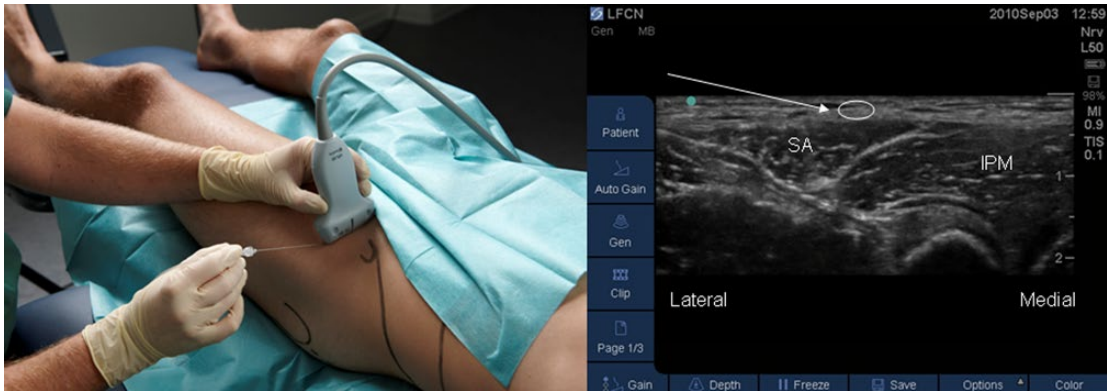 LFCN
2010Sep03 12:59
Gen MB
Nrv
L50
98%
MI
0.9
TIS
0.1
Patient
SA
IPM
1
Auto Gain
Gen
2
Clip
Lateral
Medial
Page 1/3
Gain
Depth
Freeze
Save
Options
Color